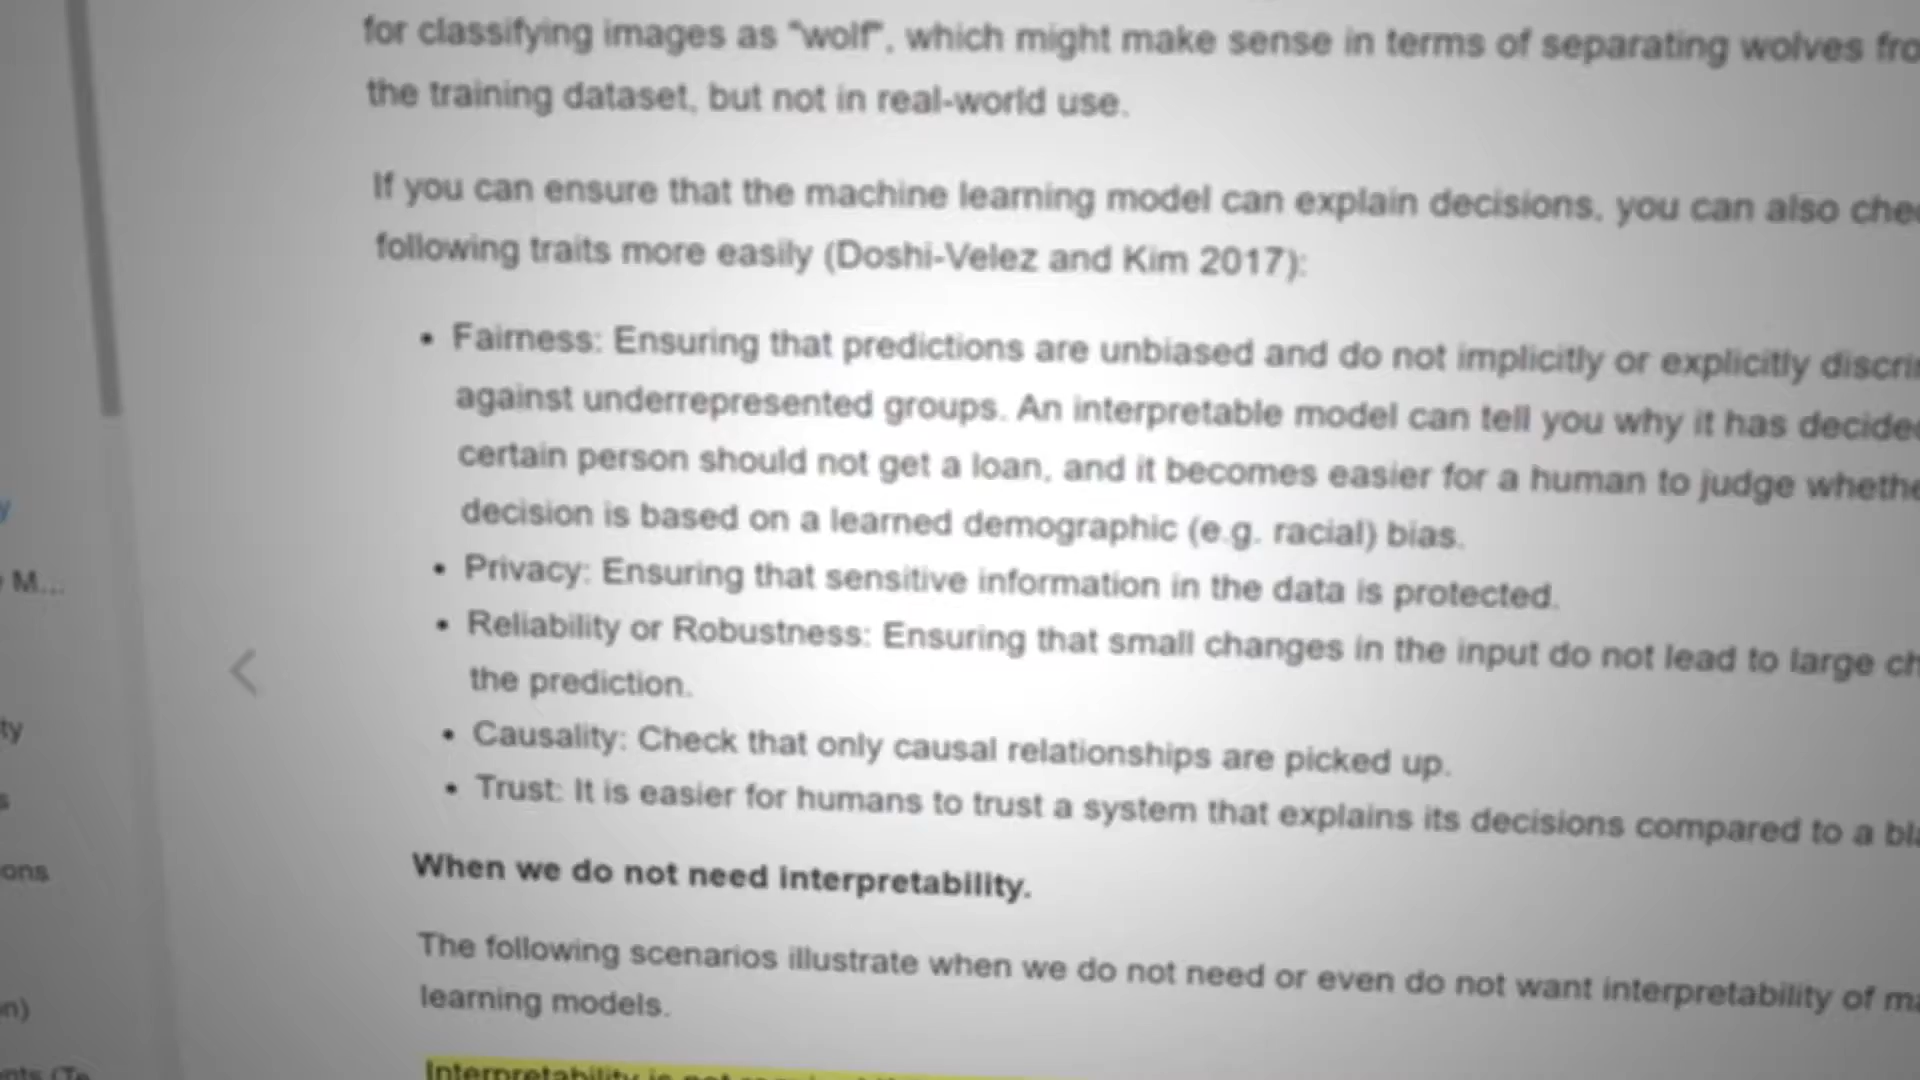 for classifying images as "wolf", which might make sense in terms of separating wolves
the training dataset, but not in real-world use.
If you can ensure that the machine learning model can explain decisions, you can also
following traits more easily (Doshi-Velez and Kim 2017):
• Fairness: Ensuring that predictions are unbiased and do not implicitly or explicitly
against underrepresented groups. An interpretable model can tell you why it has
certain person should not get a loan, and it becomes easier for a human to judge
decision is based on a learned demographic (e.g. racial) bias.
• Privacy: Ensuring that sensitive information in the data is protected.
• Reliability or Robustness: Ensuring that small changes in the input do not lead to large
the prediction.
• Causality: Check that only causal relationships are picked up.
• Trust: It is easier for humans to trust a system that explains its decisions compared to a
When we do not need interpretability.
The following scenarios illustrate when we do not need or even do not want interpretability of
learning models.
Interpretability is not
M...